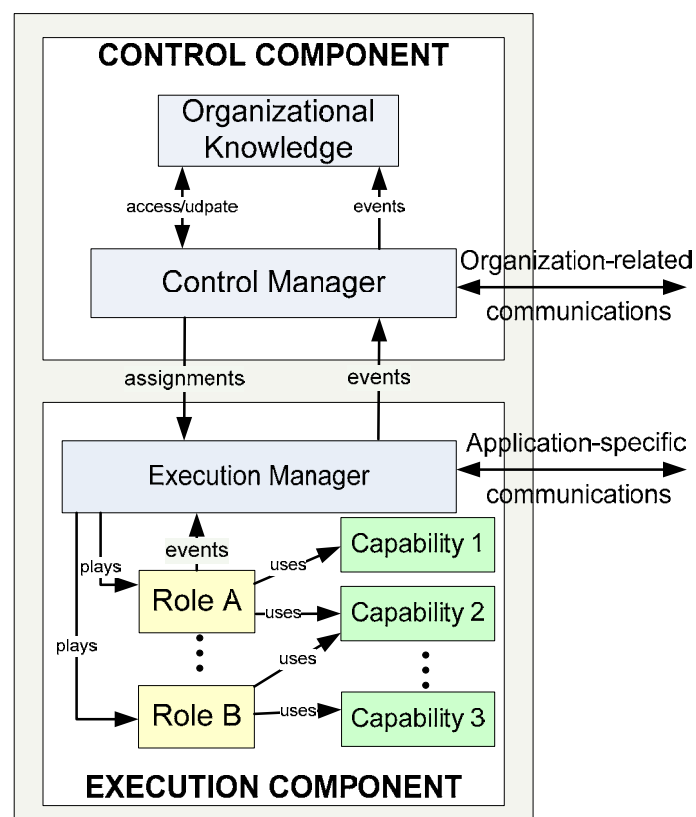 CONTROL COMPONENT
Organizational
Knowledge
access/udpate
events
Control Manager
Organization-related
communications
assignments
events
Execution Manager
Application-specific
communications
events
plays
uses
Capability 1
Role A
uses
Capability 2
plays
uses
Role B
uses
Capability 3
EXECUTION COMPONENT